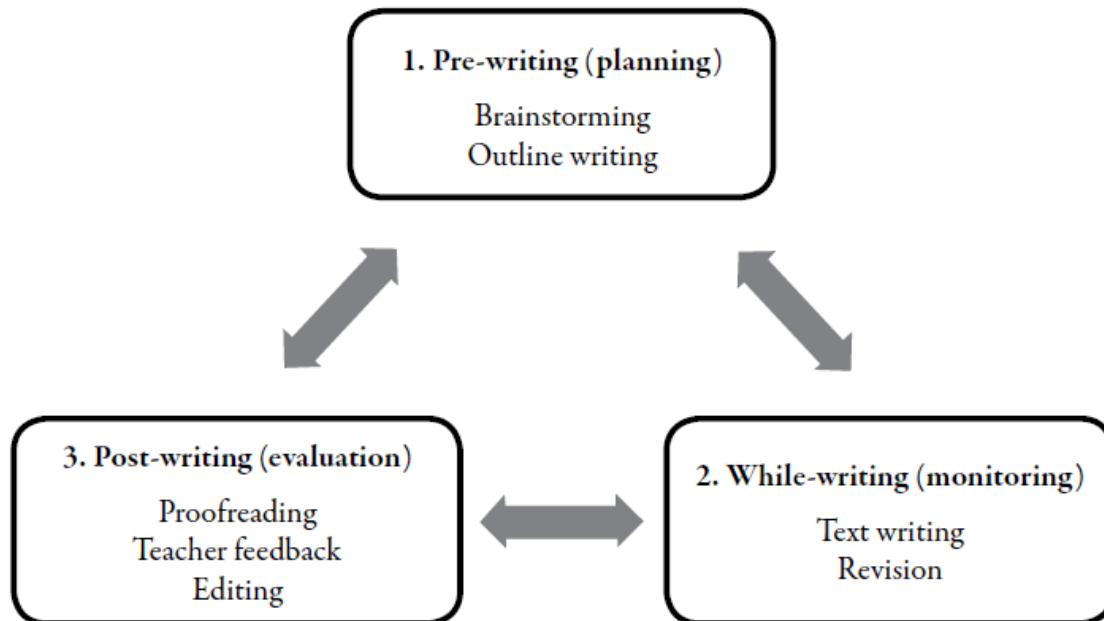 1. Pre-writing (planning)
Brainstorming
Outline writing
3. Post-writing (evaluation)
Proofreading
Teacher feedback
Editing
2. While-writing (monitoring)
Text writing
Revision